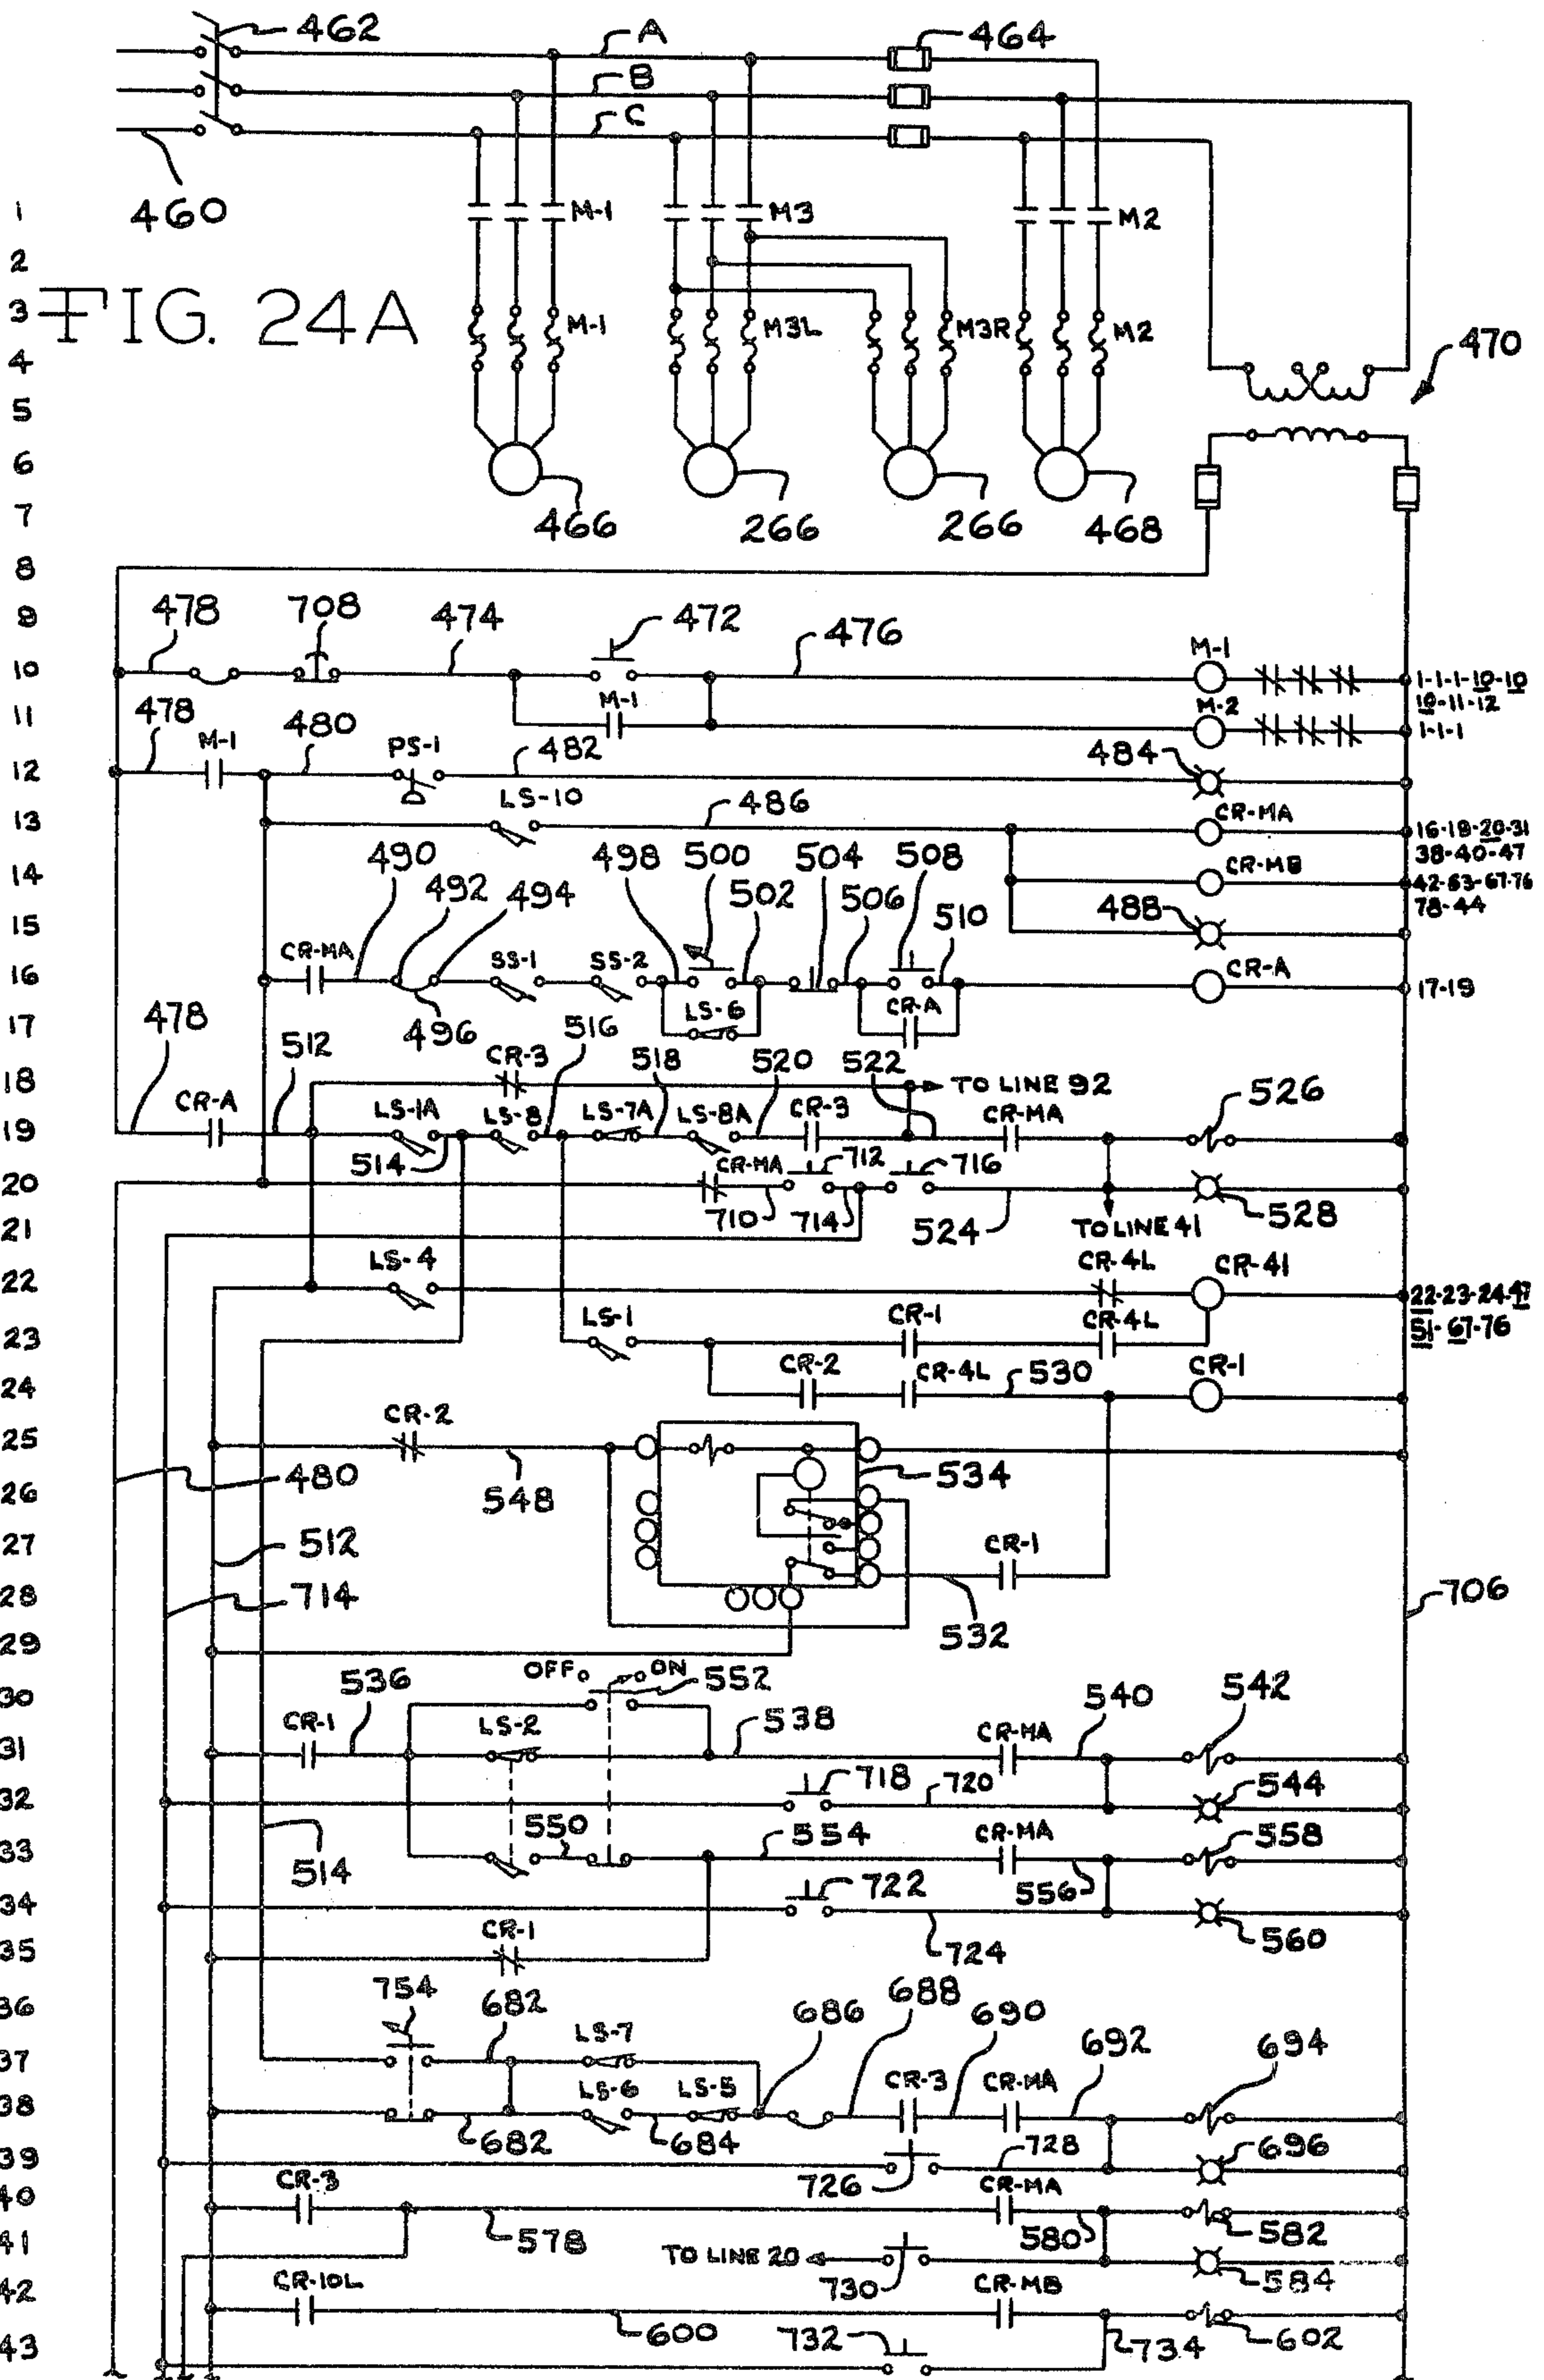 462 A 464
B
C
460
1 M-1 M3 M2
2
3 FIG. 24A M-1 M3L M3R M2
4 470
5
6
7 466 266 266 468
8
9 478 708 474 472 476
10 M-1 1-1-1-10-10
10-11-12
11 478 M-1 M-2 1-1-1
12 M-1 480 PS-1 482 484
13 LS-10 486 CR-MA 16-18-20-31
38-40-47
14 490 492 494 498 500 502 504 506 508 510 CR-MB 42-63-67-76
78-44
15 488
16 CR-MA SS-1 SS-2 CR-A 17-19
17 478 512 496 516 LS-6 CR-A
18 CR-3 518 520 522 TO LINE 92 526
19 CR-A LS-1A LS-8 LS-7A LS-8A CR-3 CR-MA
20 514 CR-MA 712 716
21 710 714 524 TO LINE 41 528
22 LS-4 CR-4L CR-41 22-23-24-47
51-67-76
23 LS-1 CR-1 CR-4L
24 CR-2 CR-4L 530 CR-1
25 CR-2
26 480 548 534
27 512 CR-1
28 714 706
29 532
30 536 OFF ON 552 540 542
31 CR-1 LS-2 538 CR-MA
32 718 720 544
33 514 550 554 CR-MA 556 558
34 722
35 CR-1 724 560
36 754 682 686 688 690
37 LS-7 692 694
38 682 LS-6 684 LS-5 CR-3 CR-MA
39 726 728 696
40 CR-3 CR-MA
41 578 TO LINE 20 580 582
42 CR-10L 730 CR-MB 584
43 600 732 734 602